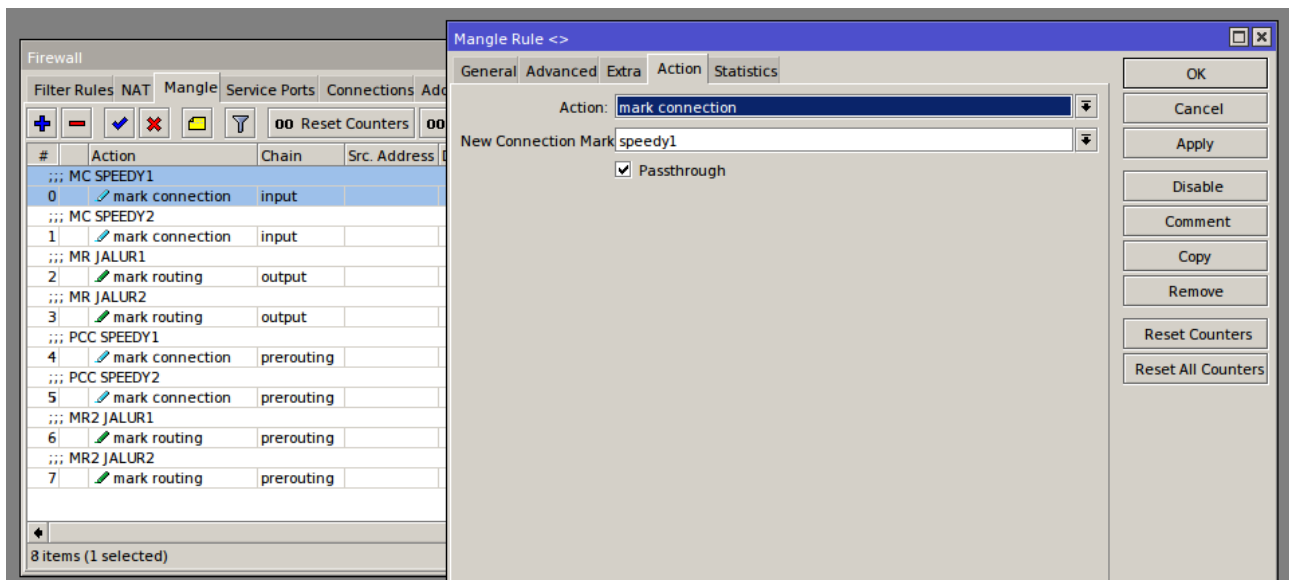 Firewall
Filter Rules NAT Mangle Service Ports Connections
00 Reset Counters 00
# Action Chain Src. Address
;;; MC SPEEDY1
0 mark connection input
;;; MC SPEEDY2
1 mark connection input
;;; MR JALUR1
2 mark routing output
;;; MR JALUR2
3 mark routing output
;;; PCC SPEEDY1
4 mark connection prerouting
;;; PCC SPEEDY2
5 mark connection prerouting
;;; MR2 JALUR1
6 mark routing prerouting
;;; MR2 JALUR2
7 mark routing prerouting
8 items (1 selected)
Mangle Rule <>
General Advanced Extra Action Statistics
Action: mark connection
New Connection Mark speedy1
Passthrough
OK
Cancel
Apply
Disable
Comment
Copy
Remove
Reset Counters
Reset All Counters